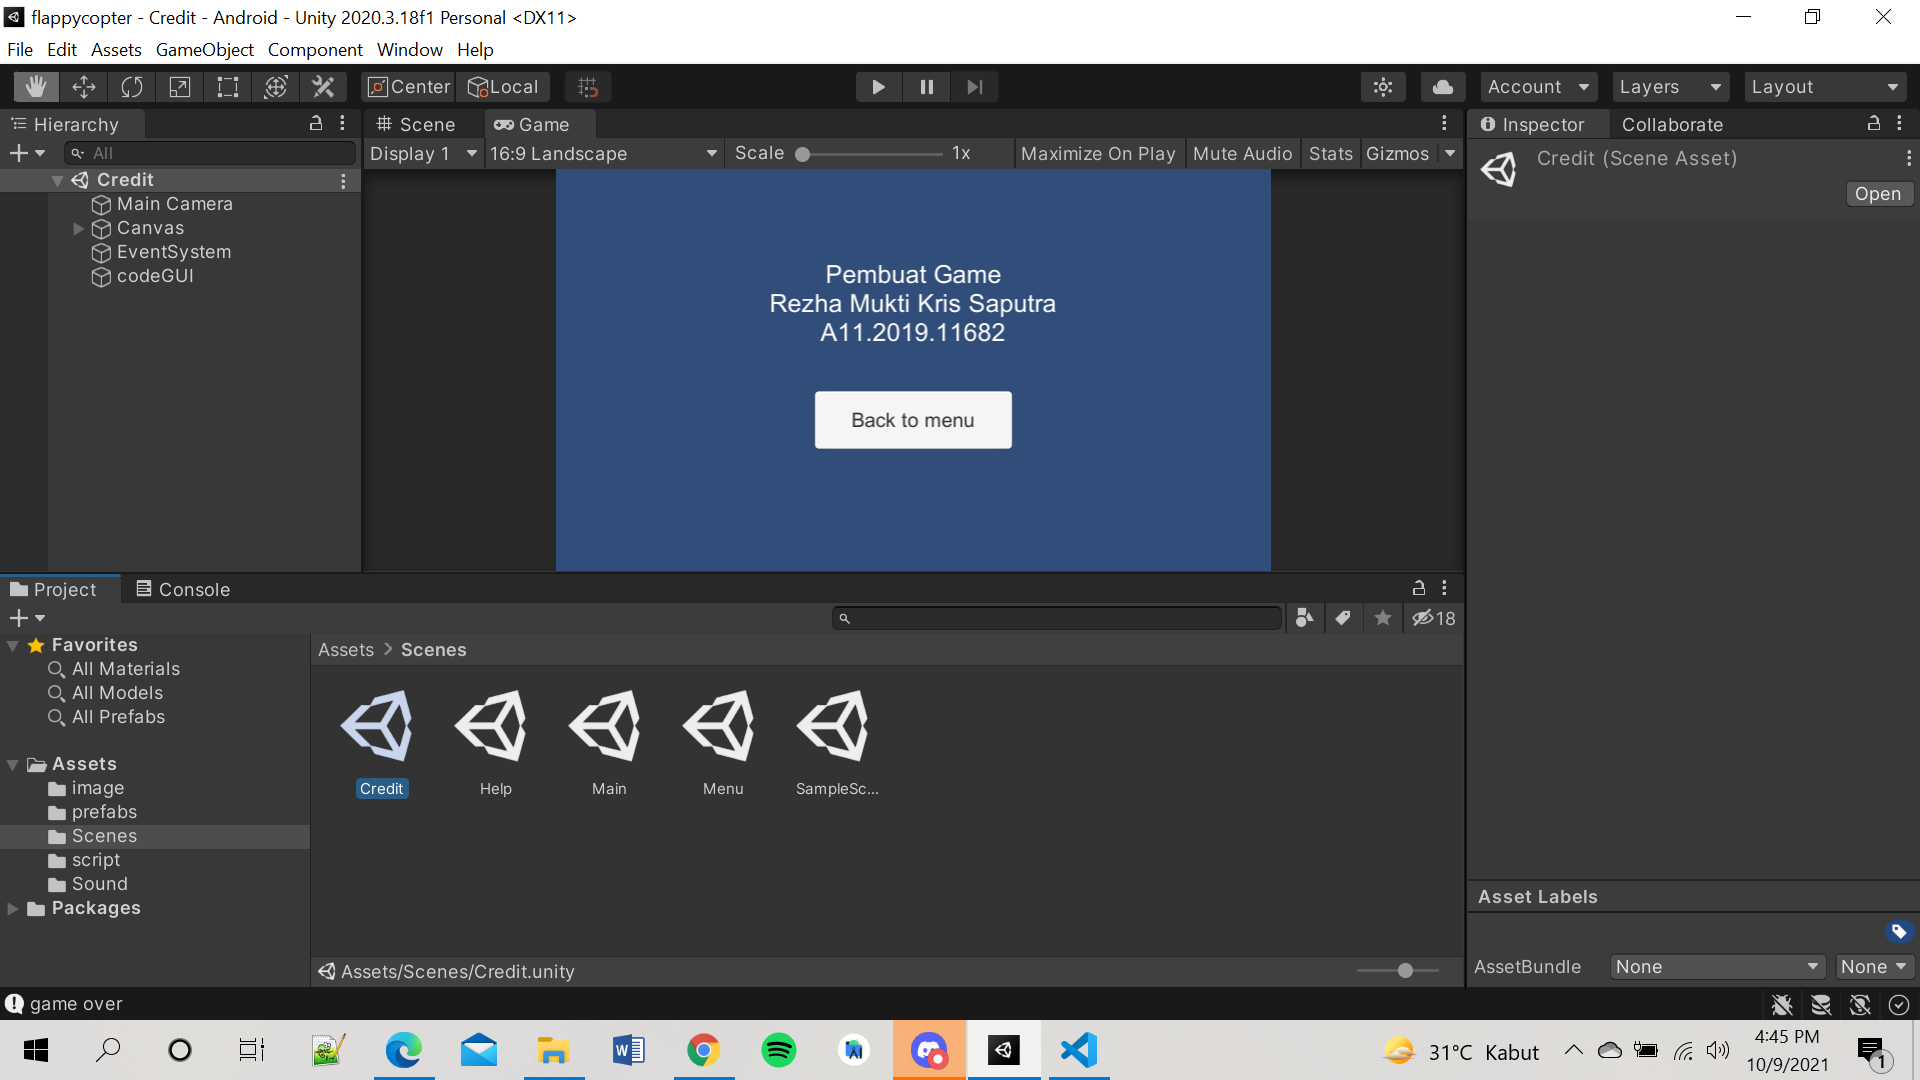 flappycopter - Credit - Android - Unity 2020.3.18f1 Personal <DX11>
File Edit Assets GameObject Component Window Help
Center Local Account Layers Layout
Hierarchy
All
Credit
Main Camera
Canvas
EventSystem
codeGUI
Scene Game
Display 1 16:9 Landscape Scale 1x Maximize On Play Mute Audio Stats Gizmos
Pembuat Game
Rezha Mukti Kris Saputra
A11.2019.11682
Back to menu
Inspector Collaborate
Credit (Scene Asset)
Open
Project Console
18
Favorites
All Materials
All Models
All Prefabs
Assets
image
prefabs
Scenes
script
Sound
Packages
Assets > Scenes
Credit Help Main Menu SampleSc...
Assets/Scenes/Credit.unity
Asset Labels
AssetBundle None None
game over
31°C Kabut
4:45 PM
10/9/2021
1